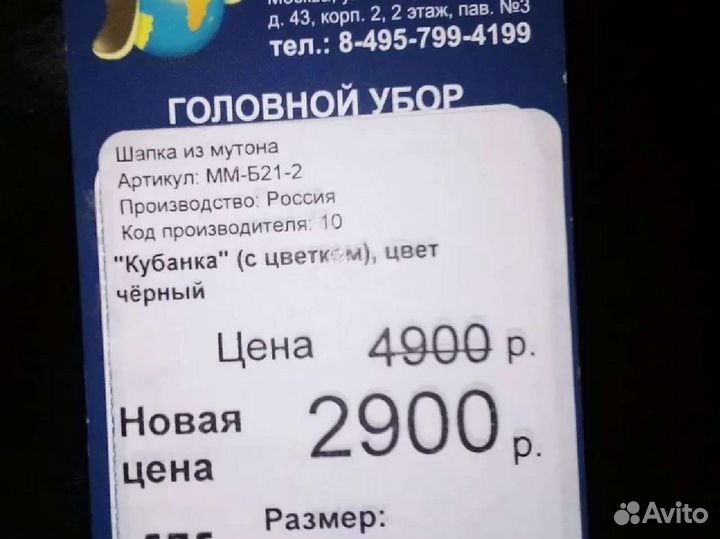 д. 43, корп. 2, 2 этаж, пав. №3
тел.: 8-495-799-4199
ГОЛОВНОЙ УБОР
Шапка из мутона
Артикул: ММ-Б21-2
Производство: Россия
Код производителя: 10
"Кубанка" (с цветком), цвет
чёрный
Цена 4900 р.
Новая 2900 р.
цена
Размер:
Avito